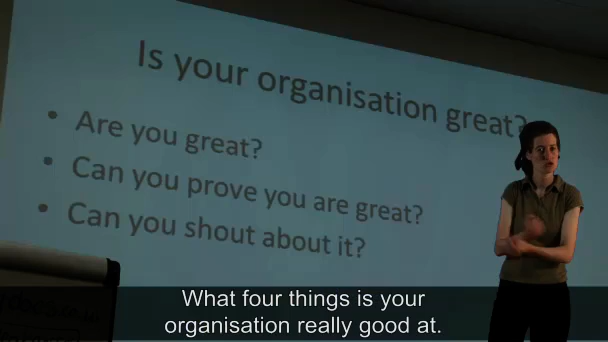 Is your organisation great?
• Are you great?
• Can you prove you are great?
• Can you shout about it?
What four things is your
organisation really good at.